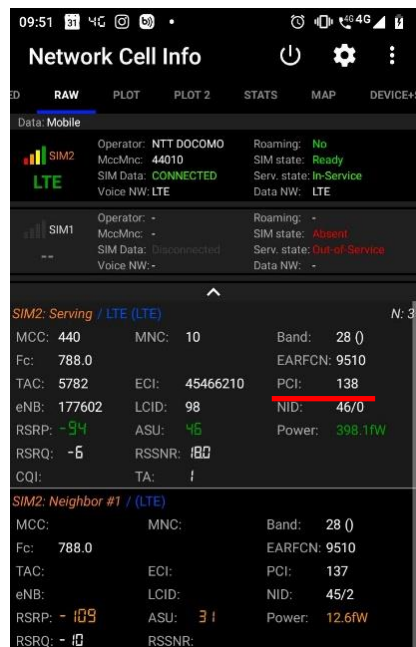 09:51 31 4G 4G 4G
Network Cell Info
ED RAW PLOT PLOT 2 STATS MAP DEVICE+
Data: Mobile
SIM2 LTE
Operator: NTT DOCOMO Roaming: No
MccMnc: 44010 SIM state: Ready
SIM Data: CONNECTED Serv. state: In-Service
Voice NW: LTE Data NW: LTE
SIM1 --
Operator: - Roaming: -
MccMnc: - SIM state: Absent
SIM Data: Disconnected Serv. state: Out-of-Service
Voice NW: - Data NW: -
SIM2: Serving / LTE (LTE) N: 3
MCC: 440 MNC: 10 Band: 28 ()
Fc: 788.0 EARFCN: 9510
TAC: 5782 ECI: 45466210 PCI: 138
eNB: 177602 LCID: 98 NID: 46/0
RSRP: -94 ASU: 46 Power: 398.1fW
RSRQ: -6 RSSNR: 18.0
CQI: TA: 1
SIM2: Neighbor #1 / (LTE)
MCC: MNC: Band: 28 ()
Fc: 788.0 EARFCN: 9510
TAC: ECI: PCI: 137
eNB: LCID: NID: 45/2
RSRP: -109 ASU: 31 Power: 12.6fW
RSRQ: -10 RSSNR: